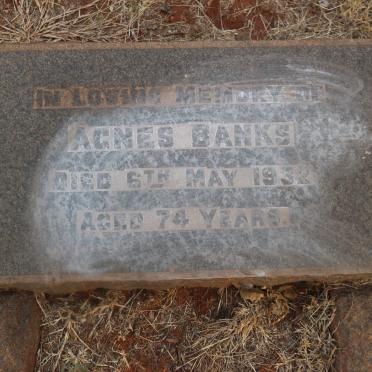 IN LOVING MEMORY OF
AGNES BANKS
DIED 6TH MAY 1932
AGED 74 YEARS.